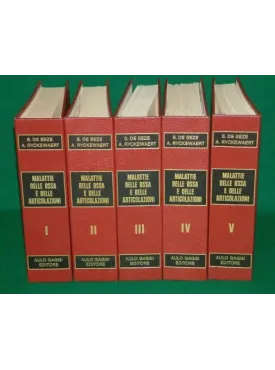 S. DE SEZE
A. RYCKEWAERT
MALATTIE
DELLE OSSA
E DELLE
ARTICOLAZIONI
I
AULO GAGGI
EDITORE
S. DE SEZE
A. RYCKEWAERT
MALATTIE
DELLE OSSA
E DELLE
ARTICOLAZIONI
II
AULO GAGGI
EDITORE
S. DE SEZE
A. RYCKEWAERT
MALATTIE
DELLE OSSA
E DELLE
ARTICOLAZIONI
III
AULO GAGGI
EDITORE
S. DE SEZE
A. RYCKEWAERT
MALATTIE
DELLE OSSA
E DELLE
ARTICOLAZIONI
IV
AULO GAGGI
EDITORE
S. DE SEZE
A. RYCKEWAERT
MALATTIE
DELLE OSSA
E DELLE
ARTICOLAZIONI
V
AULO GAGGI
EDITORE